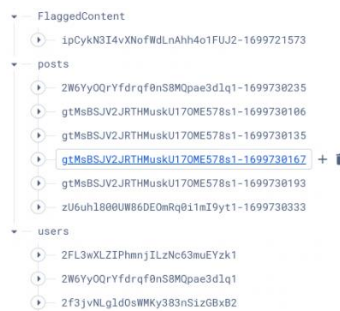 FlaggedContent
ipCykN3I4vXNofWdLnAhh4o1FUJ2-1699721573
posts
2W6YyOQrYfdrqf0nS8MQpae3dlq1-1699730235
gtMsBSJV2JRTHMuskU17OME578s1-1699730106
gtMsBSJV2JRTHMuskU17OME578s1-1699730135
gtMsBSJV2JRTHMuskU17OME578s1-1699730167
gtMsBSJV2JRTHMuskU17OME578s1-1699730193
zU6uhl800UW86DEOmRq0i1mI9yt1-1699730333
users
2FL3wXLZIPhmnjILzNc63muEYzk1
2W6YyOQrYfdrqf0nS8MQpae3dlq1
2f3jvNLgldOsWMKy383nSizGBxB2